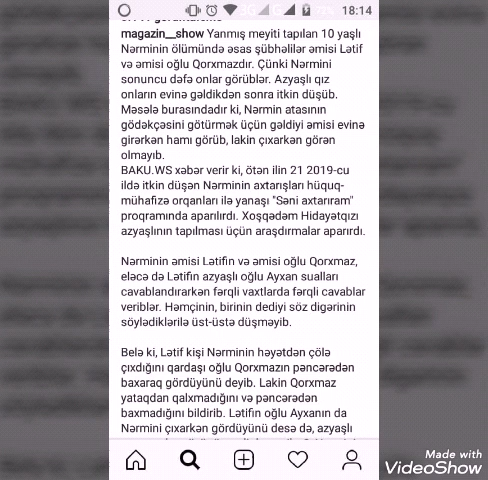 18:14
magazin__show Yanmış meyiti tapılan 10 yaşlı
Nərminin ölümündə əsas şübhəlilər əmisi Lətif
və əmisi oğlu Qorxmazdır. Çünki Nərmini
sonuncu dəfə onlar görüblər. Azyaşlı qız
onların evinə gəldikdən sonra itkin düşüb.
Məsələ burasındadır ki, Nərmin atasının
gödəkçəsini götürmək üçün gəldiyi əmisi evinə
girərkən hamı görüb, lakin çıxarkən görən
olmayıb.
BAKU.WS xəbər verir ki, ötən ilin 21 2019-cu
ildə itkin düşən Nərminin axtarışları hüquq-
mühafizə orqanları ilə yanaşı "Səni axtarıram"
proqramında aparılırdı. Xoşqədəm Hidayətqızı
azyaşlının tapılması üçün araşdırmalar aparırdı.
Nərminin əmisi Lətifin və əmisi oğlu Qorxmaz,
eləcə də Lətifin azyaşlı oğlu Ayxan sualları
cavablandırarkən fərqli vaxtlarda fərqli cavablar
veriblər. Həmçinin, birinin dediyi söz digərinin
söylədiklərilə üst-üstə düşməyib.
Belə ki, Lətif kişi Nərminin həyətdən çölə
çıxdığını qardaşı oğlu Qorxmazın pəncərədən
baxaraq gördüyünü deyib. Lakin Qorxmaz
yataqdan qalxmadığını və pəncərədən
baxmadığını bildirib. Lətifin oğlu Ayxanın da
Nərmini çıxarkən gördüyünü desə də, azyaşlı
Made with
VideoShow